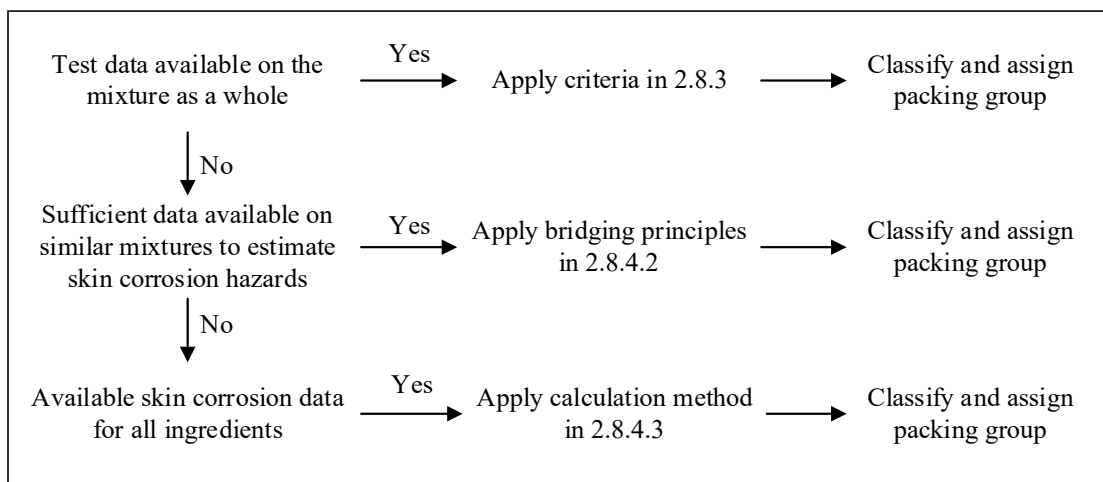 Test data available on the
mixture as a whole
Yes
Apply criteria in 2.8.3
Classify and assign
packing group
No
Sufficient data available on
similar mixtures to estimate
skin corrosion hazards
Yes
Apply bridging principles
in 2.8.4.2
Classify and assign
packing group
No
Available skin corrosion data
for all ingredients
Yes
Apply calculation method
in 2.8.4.3
Classify and assign
packing group